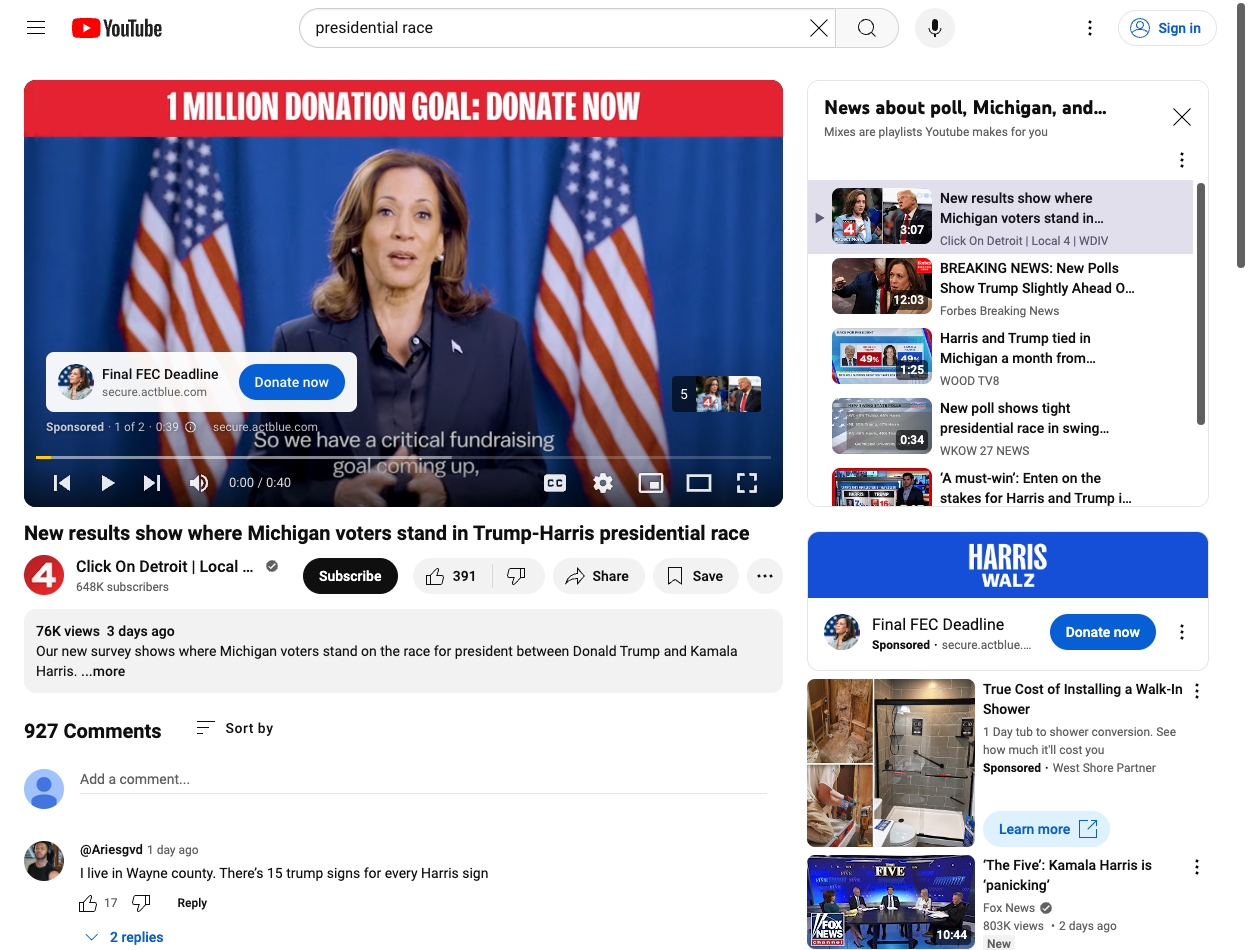 YouTube
presidential race
Sign in
1 MILLION DONATION GOAL: DONATE NOW
Final FEC Deadline
secure.actblue.com
Donate now
5
Sponsored · 1 of 2 · 0:39
secure.actblue.com
So we have a critical fundraising
goal coming up,
0:00 / 0:40
CC
New results show where Michigan voters stand in Trump-Harris presidential race
4
Click On Detroit | Local ...
648K subscribers
Subscribe
391
Share
Save
76K views 3 days ago
Our new survey shows where Michigan voters stand on the race for president between Donald Trump and Kamala
Harris. ...more
927 Comments
Sort by
Add a comment...
@Ariesgvd 1 day ago
I live in Wayne county. There's 15 trump signs for every Harris sign
17
Reply
2 replies
News about poll, Michigan, and...
Mixes are playlists Youtube makes for you
4
3:07
New results show where
Michigan voters stand in...
Click On Detroit | Local 4 | WDIV
12:03
BREAKING NEWS: New Polls
Show Trump Slightly Ahead O...
Forbes Breaking News
49%
49%
1:25
Harris and Trump tied in
Michigan a month from...
WOOD TV8
0:34
New poll shows tight
presidential race in swing...
WKOW 27 NEWS
HARRIS
TRUMP
'A must-win': Enten on the
stakes for Harris and Trump i...
HARRIS
WALZ
Final FEC Deadline
Sponsored · secure.actblue....
Donate now
True Cost of Installing a Walk-In
Shower
1 Day tub to shower conversion. See
how much it'll cost you
Sponsored · West Shore Partner
Learn more
THE
FIVE
FOX
NEWS
channel
10:44
'The Five': Kamala Harris is
'panicking'
Fox News
803K views • 2 days ago
New